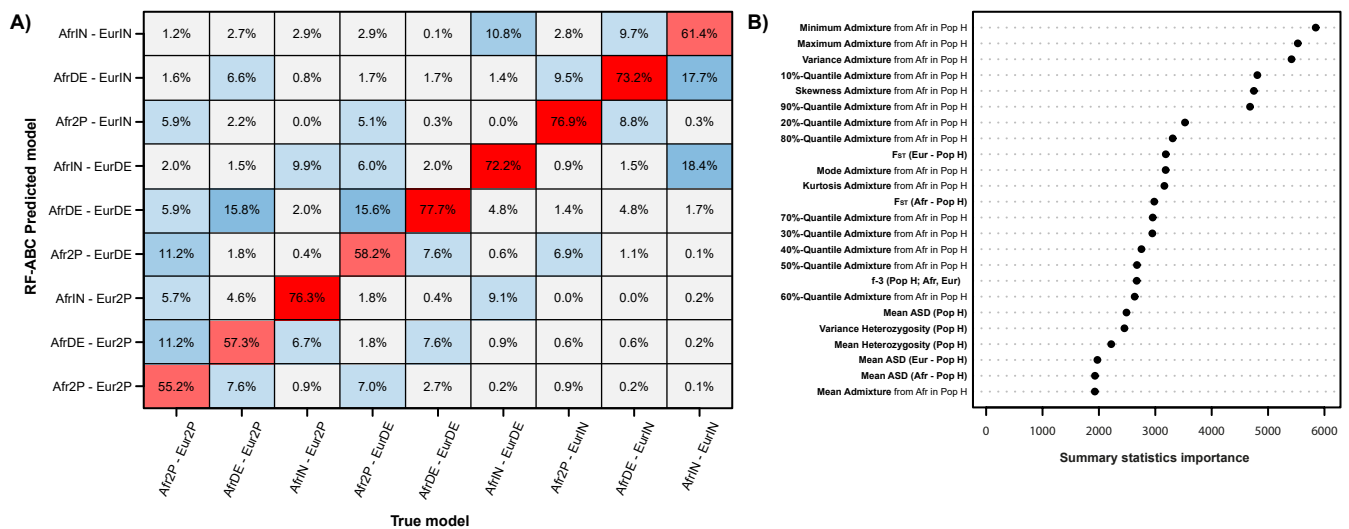 A)
RF-ABC Predicted model
AfrIN - EurIN 1.2% 2.7% 2.9% 2.9% 0.1% 10.8% 2.8% 9.7% 61.4%
AfrDE - EurIN 1.6% 6.6% 0.8% 1.7% 1.7% 1.4% 9.5% 73.2% 17.7%
Afr2P - EurIN 5.9% 2.2% 0.0% 5.1% 0.3% 0.0% 76.9% 8.8% 0.3%
AfrIN - EurDE 2.0% 1.5% 9.9% 6.0% 2.0% 72.2% 0.9% 1.5% 18.4%
AfrDE - EurDE 5.9% 15.8% 2.0% 15.6% 77.7% 4.8% 1.4% 4.8% 1.7%
Afr2P - EurDE 11.2% 1.8% 0.4% 58.2% 7.6% 0.6% 6.9% 1.1% 0.1%
AfrIN - Eur2P 5.7% 4.6% 76.3% 1.8% 0.4% 9.1% 0.0% 0.0% 0.2%
AfrDE - Eur2P 11.2% 57.3% 6.7% 1.8% 7.6% 0.9% 0.6% 0.6% 0.2%
Afr2P - Eur2P 55.2% 7.6% 0.9% 7.0% 2.7% 0.2% 0.9% 0.2% 0.1%
Afr2P - Eur2P
AfrDE - Eur2P
AfrIN - Eur2P
Afr2P - EurDE
AfrDE - EurDE
AfrIN - EurDE
Afr2P - EurIN
AfrDE - EurIN
AfrIN - EurIN
True model
B)
Minimum Admixture from Afr in Pop H
Maximum Admixture from Afr in Pop H
Variance Admixture from Afr in Pop H
10%-Quantile Admixture from Afr in Pop H
Skewness Admixture from Afr in Pop H
90%-Quantile Admixture from Afr in Pop H
20%-Quantile Admixture from Afr in Pop H
80%-Quantile Admixture from Afr in Pop H
FST (Eur - Pop H)
Mode Admixture from Afr in Pop H
Kurtosis Admixture from Afr in Pop H
FST (Afr - Pop H)
70%-Quantile Admixture from Afr in Pop H
30%-Quantile Admixture from Afr in Pop H
40%-Quantile Admixture from Afr in Pop H
50%-Quantile Admixture from Afr in Pop H
f-3 (Pop H; Afr, Eur)
60%-Quantile Admixture from Afr in Pop H
Mean ASD (Pop H)
Variance Heterozygosity (Pop H)
Mean Heterozygosity (Pop H)
Mean ASD (Eur - Pop H)
Mean ASD (Afr - Pop H)
Mean Admixture from Afr in Pop H
0 1000 2000 3000 4000 5000 6000
Summary statistics importance